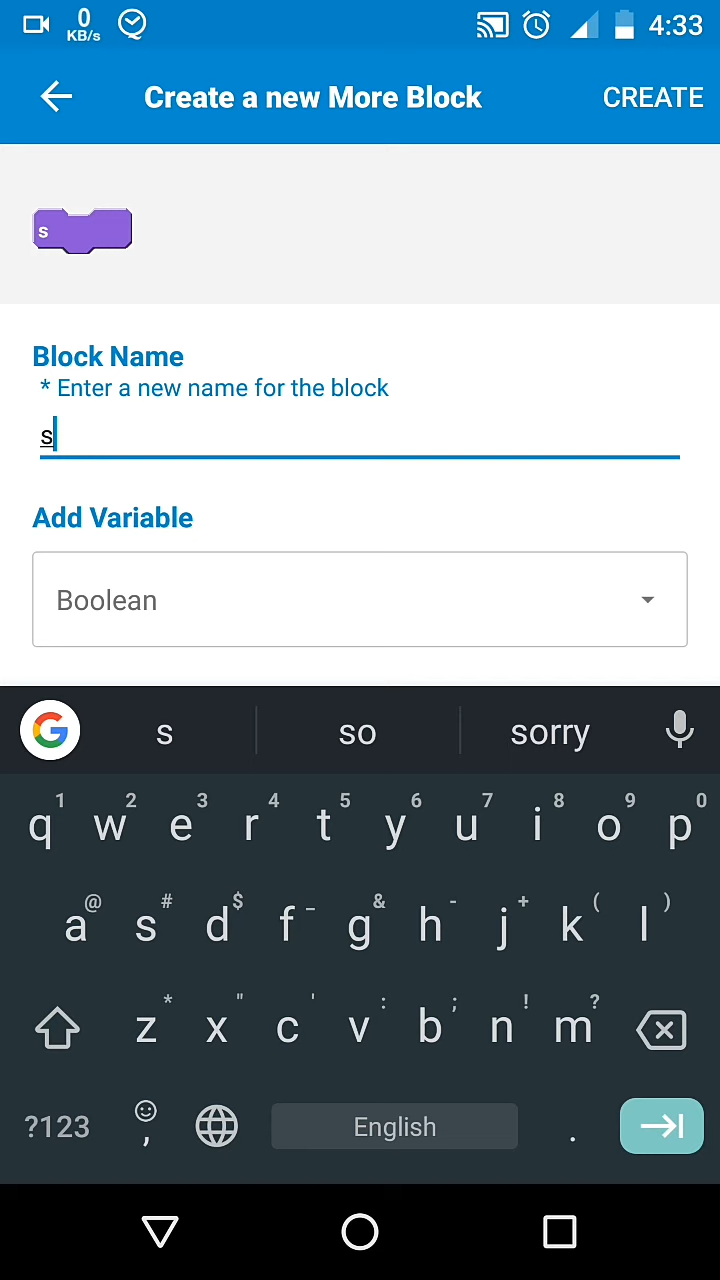 0
KB/s
4:33
Create a new More Block
CREATE
s
Block Name
* Enter a new name for the block
s
Add Variable
Boolean
G
s
so
sorry
1 2 3 4 5 6 7 8 9 0
q w e r t y u i o p
@ # $ _ & - + ( )
a s d f g h j k l
* " ' : ; ! ?
z x c v b n m
?123
,
English
.